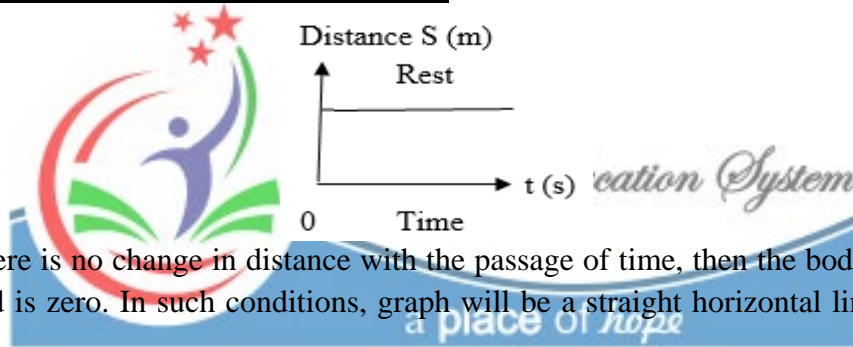 Distance S (m)
Rest
t (s)
cation System
0 Time
ere is no change in distance with the passage of time, then the bod
is zero. In such conditions, graph will be a straight horizontal lin
a place of hope